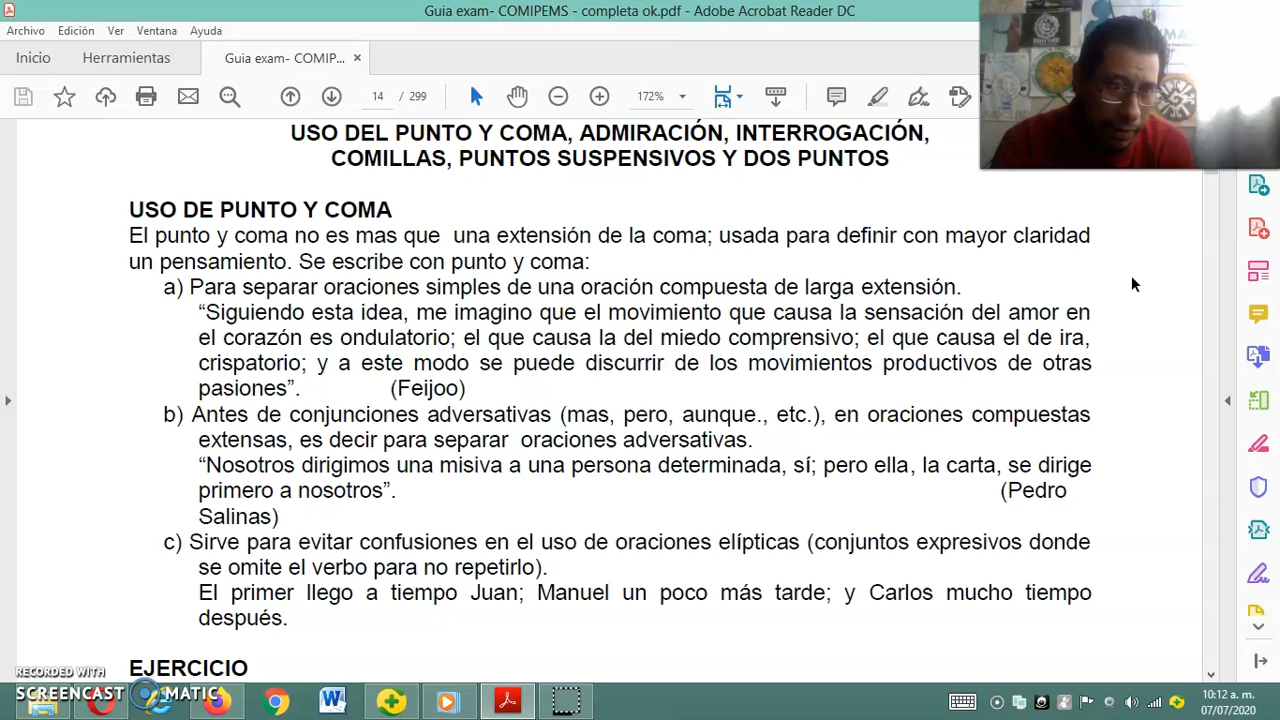 Guia exam- COMIPEMS - completa ok.pdf - Adobe Acrobat Reader DC
Archivo Edición Ver Ventana Ayuda
Inicio Herramientas Guia exam- COMIP... ×
14 / 299 172%
USO DEL PUNTO Y COMA, ADMIRACIÓN, INTERROGACIÓN,
COMILLAS, PUNTOS SUSPENSIVOS Y DOS PUNTOS
USO DE PUNTO Y COMA
El punto y coma no es mas que una extensión de la coma; usada para definir con mayor claridad
un pensamiento. Se escribe con punto y coma:
a) Para separar oraciones simples de una oración compuesta de larga extensión.
“Siguiendo esta idea, me imagino que el movimiento que causa la sensación del amor en
el corazón es ondulatorio; el que causa la del miedo comprensivo; el que causa el de ira,
crispatorio; y a este modo se puede discurrir de los movimientos productivos de otras
pasiones”. (Feijoo)
b) Antes de conjunciones adversativas (mas, pero, aunque., etc.), en oraciones compuestas
extensas, es decir para separar oraciones adversativas.
“Nosotros dirigimos una misiva a una persona determinada, sí; pero ella, la carta, se dirige
primero a nosotros”. (Pedro
Salinas)
c) Sirve para evitar confusiones en el uso de oraciones elípticas (conjuntos expresivos donde
se omite el verbo para no repetirlo).
El primer llego a tiempo Juan; Manuel un poco más tarde; y Carlos mucho tiempo
después.
EJERCICIO
RECORDED WITH
SCREENCAST MATIC
10:12 a. m.
07/07/2020